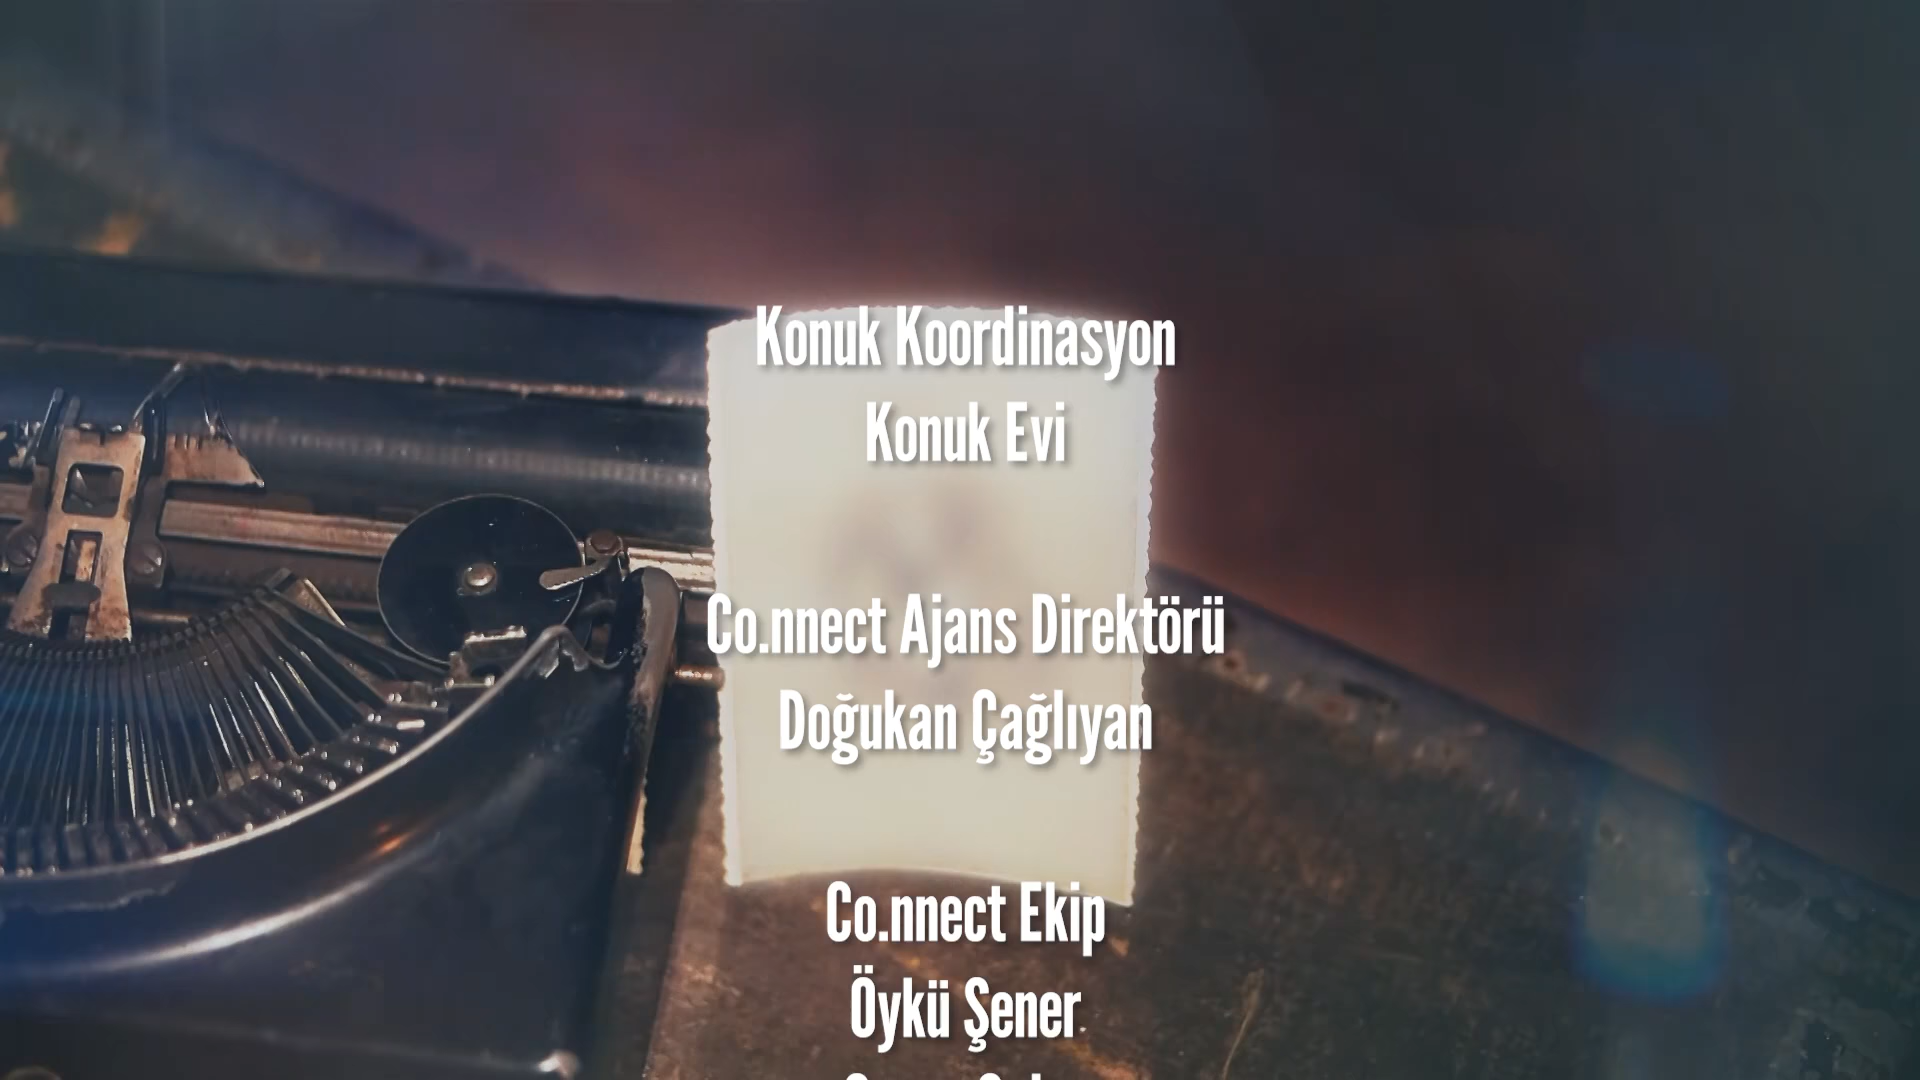 Konuk Koordinasyon
Konuk Evi
Co.nnect Ajans Direktörü
Doğukan Çağlıyan
Co.nnect Ekip
Öykü Şener